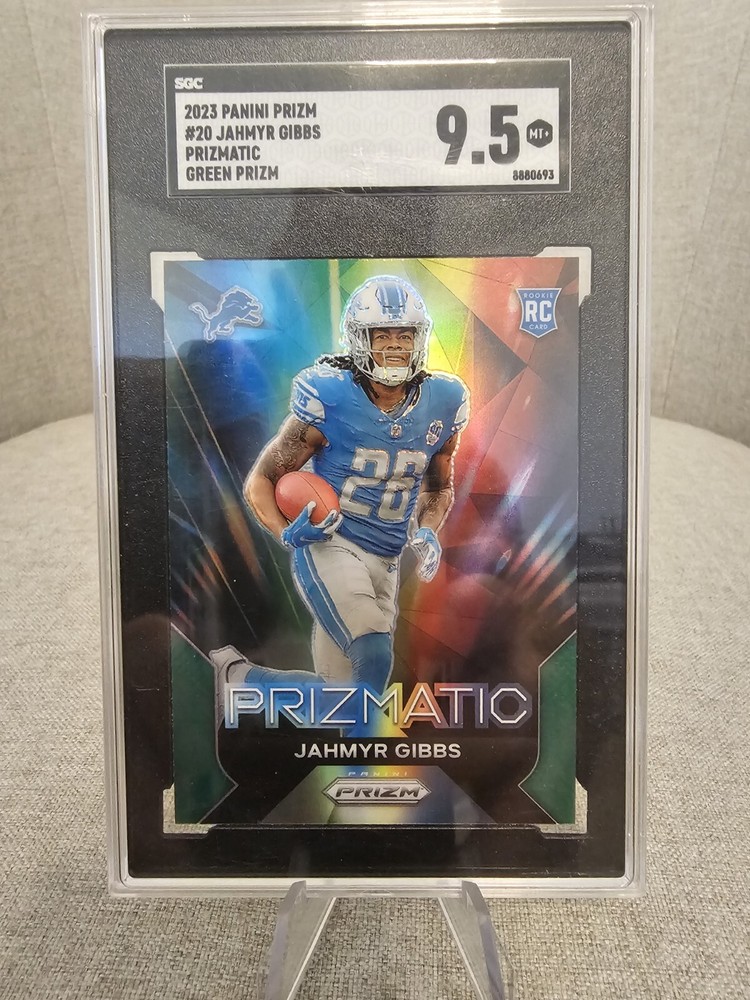 SGC
2023 PANINI PRIZM
#20 JAHMYR GIBBS
PRIZMATIC
GREEN PRIZM
9.5 MT+
8880693
ROOKIE
RC
CARD
26
PRIZMATIC
JAHMYR GIBBS
PANINI
PRIZM